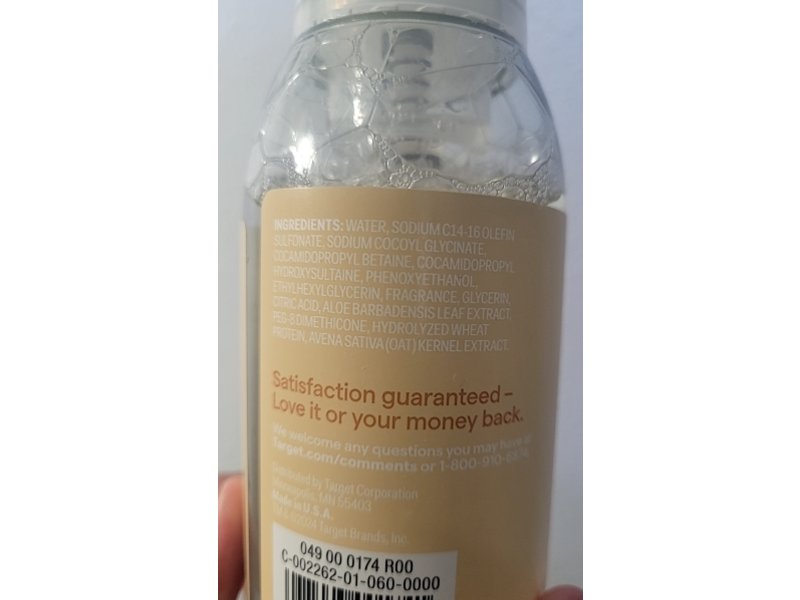 INGREDIENTS: WATER, SODIUM C14-16 OLEFIN
SULFONATE, SODIUM COCOYL GLYCINATE,
COCAMIDOPROPYL BETAINE, COCAMIDOPROPYL
HYDROXYSULTAINE, PHENOXYETHANOL,
ETHYLHEXYLGLYCERIN, FRAGRANCE, GLYCERIN,
CITRIC ACID, ALOE BARBADENSIS LEAF EXTRACT,
PEG-8 DIMETHICONE, HYDROLYZED WHEAT
PROTEIN, AVENA SATIVA (OAT) KERNEL EXTRACT.
Satisfaction guaranteed –
Love it or your money back.
We welcome any questions you may have at
Target.com/comments or 1-800-910-
Distributed by Target Corporation
Minneapolis, MN 55403
Made in U.S.A.
©2024 Target Brands, Inc.
049 00 0174 R00
C-002262-01-060-0000